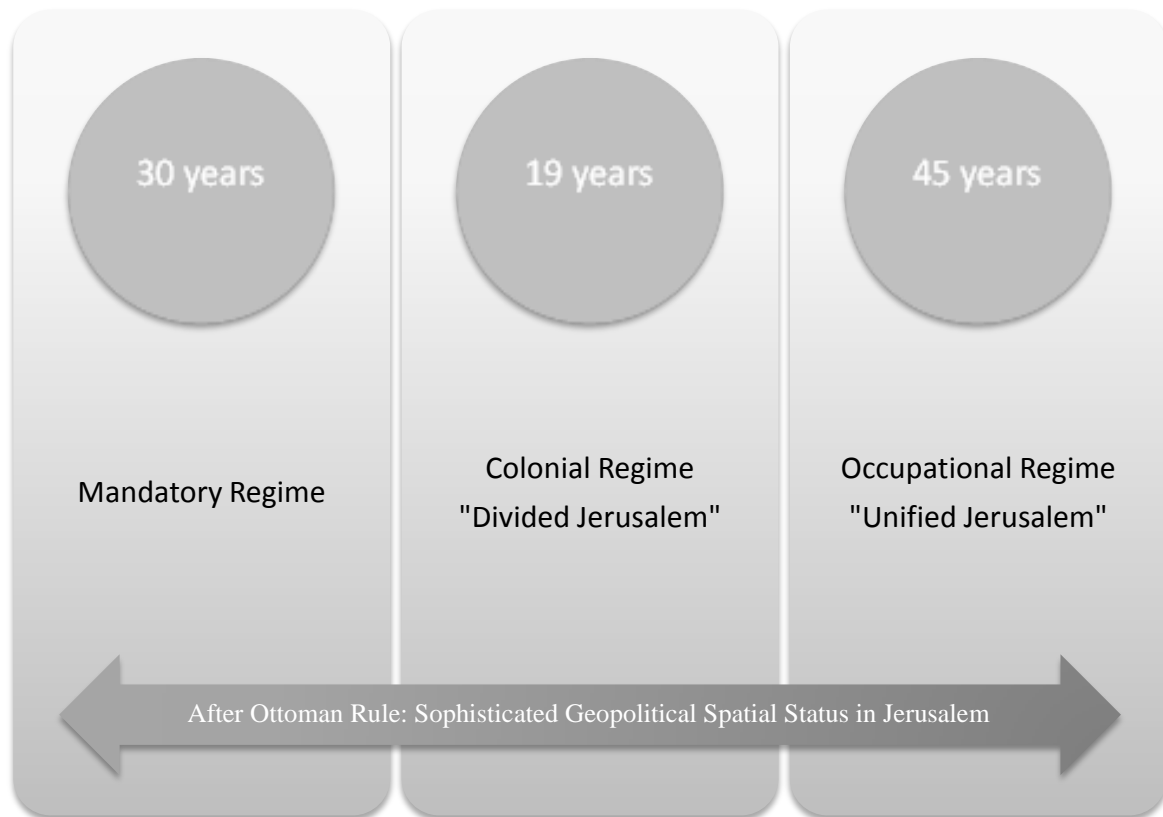 30 years
19 years
45 years
Mandatory Regime
Colonial Regime
"Divided Jerusalem"
Occupational Regime
"Unified Jerusalem"
After Ottoman Rule: Sophisticated Geopolitical Spatial Status in Jerusalem